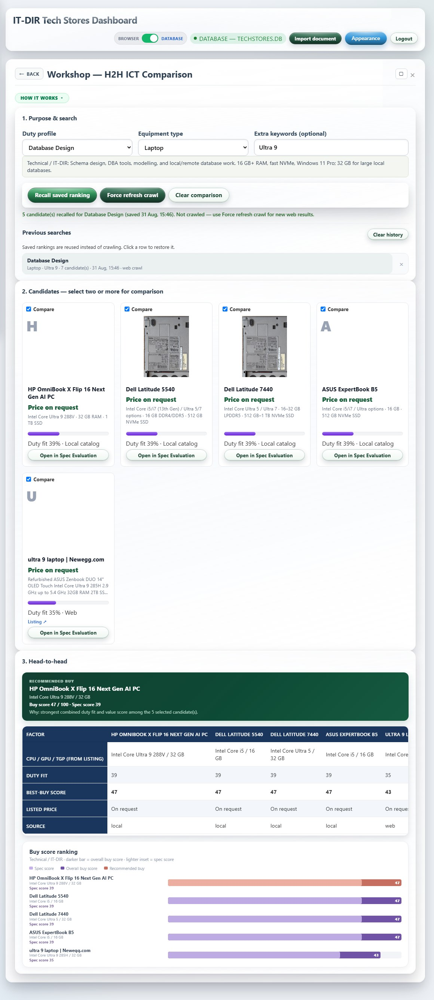 IT-DIR Tech Stores Dashboard
BROWSER DATABASE
DATABASE — TECHSTORES.DB
Import document
Appearance
Logout
← BACK
Workshop — H2H ICT Comparison
×
HOW IT WORKS
1. Purpose & search
Duty profile
Equipment type
Extra keywords (optional)
Database Design
Laptop
Ultra 9
Technical / IT-DIR: Schema design, DBA tools, modelling, and local/remote database work. 16 GB+ RAM, fast NVMe, Windows 11 Pro; 32 GB for large local
databases.
Recall saved ranking
Force refresh crawl
Clear comparison
5 candidate(s) recalled for Database Design (saved 31 Aug, 15:46). Not crawled — use Force refresh crawl for new web results.
Previous searches
Clear history
Saved rankings are reused instead of crawling. Click a row to restore it.
Database Design
Laptop · Ultra 9 · 7 candidate(s) · 31 Aug, 15:46 · web crawl
×
2. Candidates — select two or more for comparison
Compare
H
HP OmniBook X Flip 16 Next
Gen AI PC
Price on request
Intel Core Ultra 9 288V · 32 GB RAM · 1
TB SSD
Duty fit 39% · Local catalog
Open in Spec Evaluation
Compare
Dell Latitude 5540
Price on request
Intel Core i5/i7 (13th Gen) / Ultra 5/7
options · 16 GB DDR4/DDR5 · 512 GB
NVMe SSD
Duty fit 39% · Local catalog
Open in Spec Evaluation
Compare
Dell Latitude 7440
Price on request
Intel Core Ultra 5 / Ultra 7 · 16–32 GB
LPDDR5 · 512 GB–1 TB NVMe SSD
Duty fit 39% · Local catalog
Open in Spec Evaluation
Compare
A
ASUS ExpertBook B5
Price on request
Intel Core i5/i7 / Ultra options · 16 GB ·
512 GB NVMe SSD
Duty fit 39% · Local catalog
Open in Spec Evaluation
Compare
U
ultra 9 laptop | Newegg.com
Price on request
Refurbished ASUS Zenbook DUO 14"
OLED Touch Intel Core Ultra 9 285H 2.9
GHz up to 5.4 GHz 32GB RAM 2TB SS...
Duty fit 35% · Web
Listing ↗
Open in Spec Evaluation
3. Head-to-head
RECOMMENDED BUY
HP OmniBook X Flip 16 Next Gen AI PC
Intel Core Ultra 9 288V / 32 GB
Buy score 47 / 100 · Spec score 39
Why: strongest combined duty fit and value score among the 5 selected candidate(s).
FACTOR HP OMNIBOOK X FLIP 16 NEXT GEN AI PC DELL LATITUDE 5540 DELL LATITUDE 7440 ASUS EXPERTBOOK B5 ULTRA 9 L
CPU / GPU / TGP (FROM LISTING) Intel Core Ultra 9 288V / 32 GB Intel Core i5 / 16 GB Intel Core Ultra 5 / 32 GB Intel Core i5 / 16 GB Intel Core
DUTY FIT 39 39 39 39 35
BEST-BUY SCORE 47 47 47 47 43
LISTED PRICE On request On request On request On request On reques
SOURCE local local local local web
Buy score ranking
Technical / IT-DIR · darker bar = overall buy score · lighter inset = spec score
Spec score Overall buy score Recommended buy
HP OmniBook X Flip 16 Next Gen AI PC
Intel Core Ultra 9 288V / 32 GB
Spec score 39
47
Dell Latitude 5540
Intel Core i5 / 16 GB
Spec score 39
47
Dell Latitude 7440
Intel Core Ultra 5 / 32 GB
Spec score 39
47
ASUS ExpertBook B5
Intel Core i5 / 16 GB
Spec score 39
47
ultra 9 laptop | Newegg.com
Intel Core Ultra 9 285H / 32 GB
Spec score 35
43